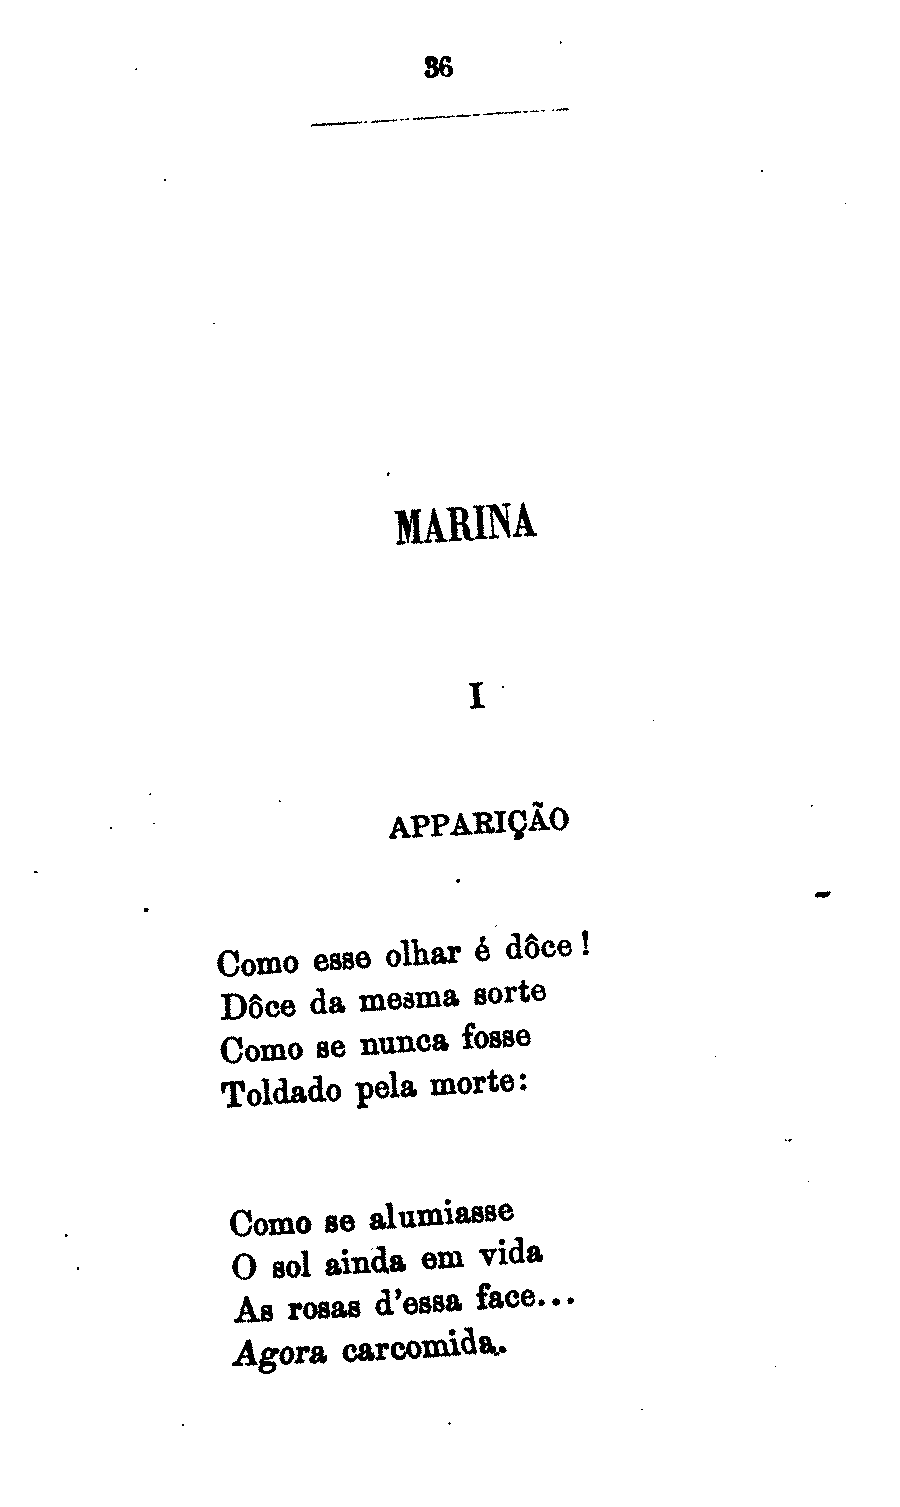 36
MARINA
I
APPARIÇÃO
Como esse olhar é dôce!
Dôce da mesma sorte
Como se nunca fosse
Toldado pela morte:
Como se alumiasse
O sol ainda em vida
As rosas d'essa face...
Agora carcomida.